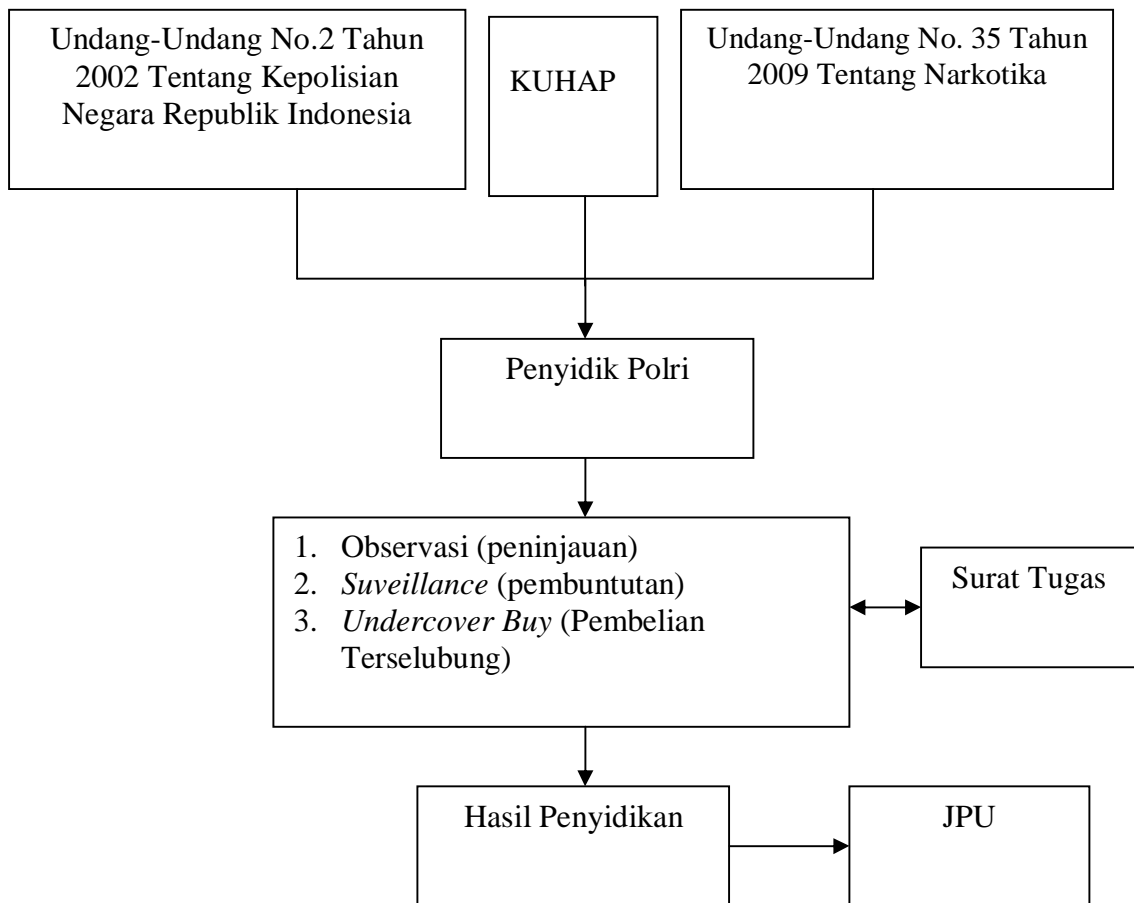 Undang-Undang No.2 Tahun
2002 Tentang Kepolisian
Negara Republik Indonesia
KUHAP
Undang-Undang No. 35 Tahun
2009 Tentang Narkotika
Penyidik Polri
1. Observasi (peninjauan)
2. Suveillance (pembuntutan)
3. Undercover Buy (Pembelian
Terselubung)
Surat Tugas
Hasil Penyidikan
JPU